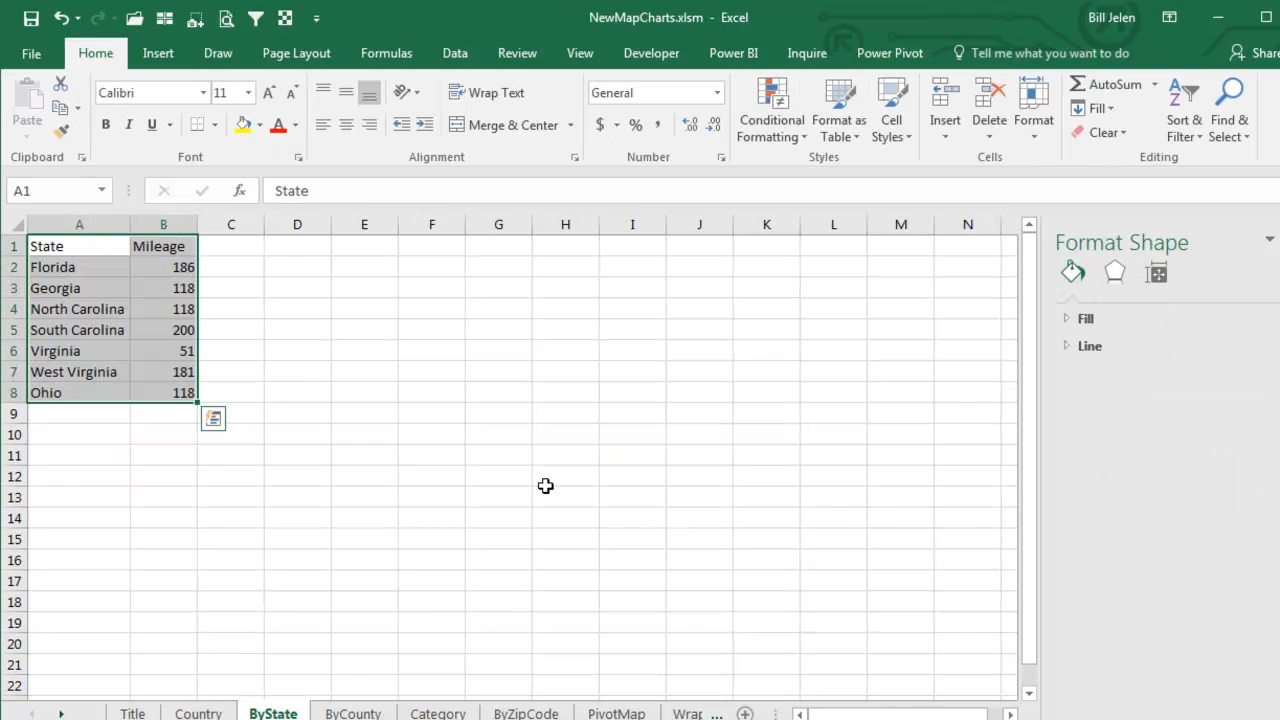 NewMapCharts.xlsm - Excel
Bill Jelen
File Home Insert Draw Page Layout Formulas Data Review View Developer Power BI Inquire Power Pivot Tell me what you want to do Share
Paste
Calibri 11
B I U
Wrap Text
Merge & Center
General
$ % ,
Conditional Formatting
Format as Table
Cell Styles
Insert
Delete
Format
AutoSum
Fill
Clear
Sort & Filter
Find & Select
Clipboard Font Alignment Number Styles Cells Editing
A1 fx State
A B C D E F G H I J K L M N
1 State Mileage
2 Florida 186
3 Georgia 118
4 North Carolina 118
5 South Carolina 200
6 Virginia 51
7 West Virginia 181
8 Ohio 118
9
10
11
12
13
14
15
16
17
18
19
20
21
22
Format Shape
Fill
Line
Title Country ByState ByCounty Category ByZipCode PivotMap Wrap ...